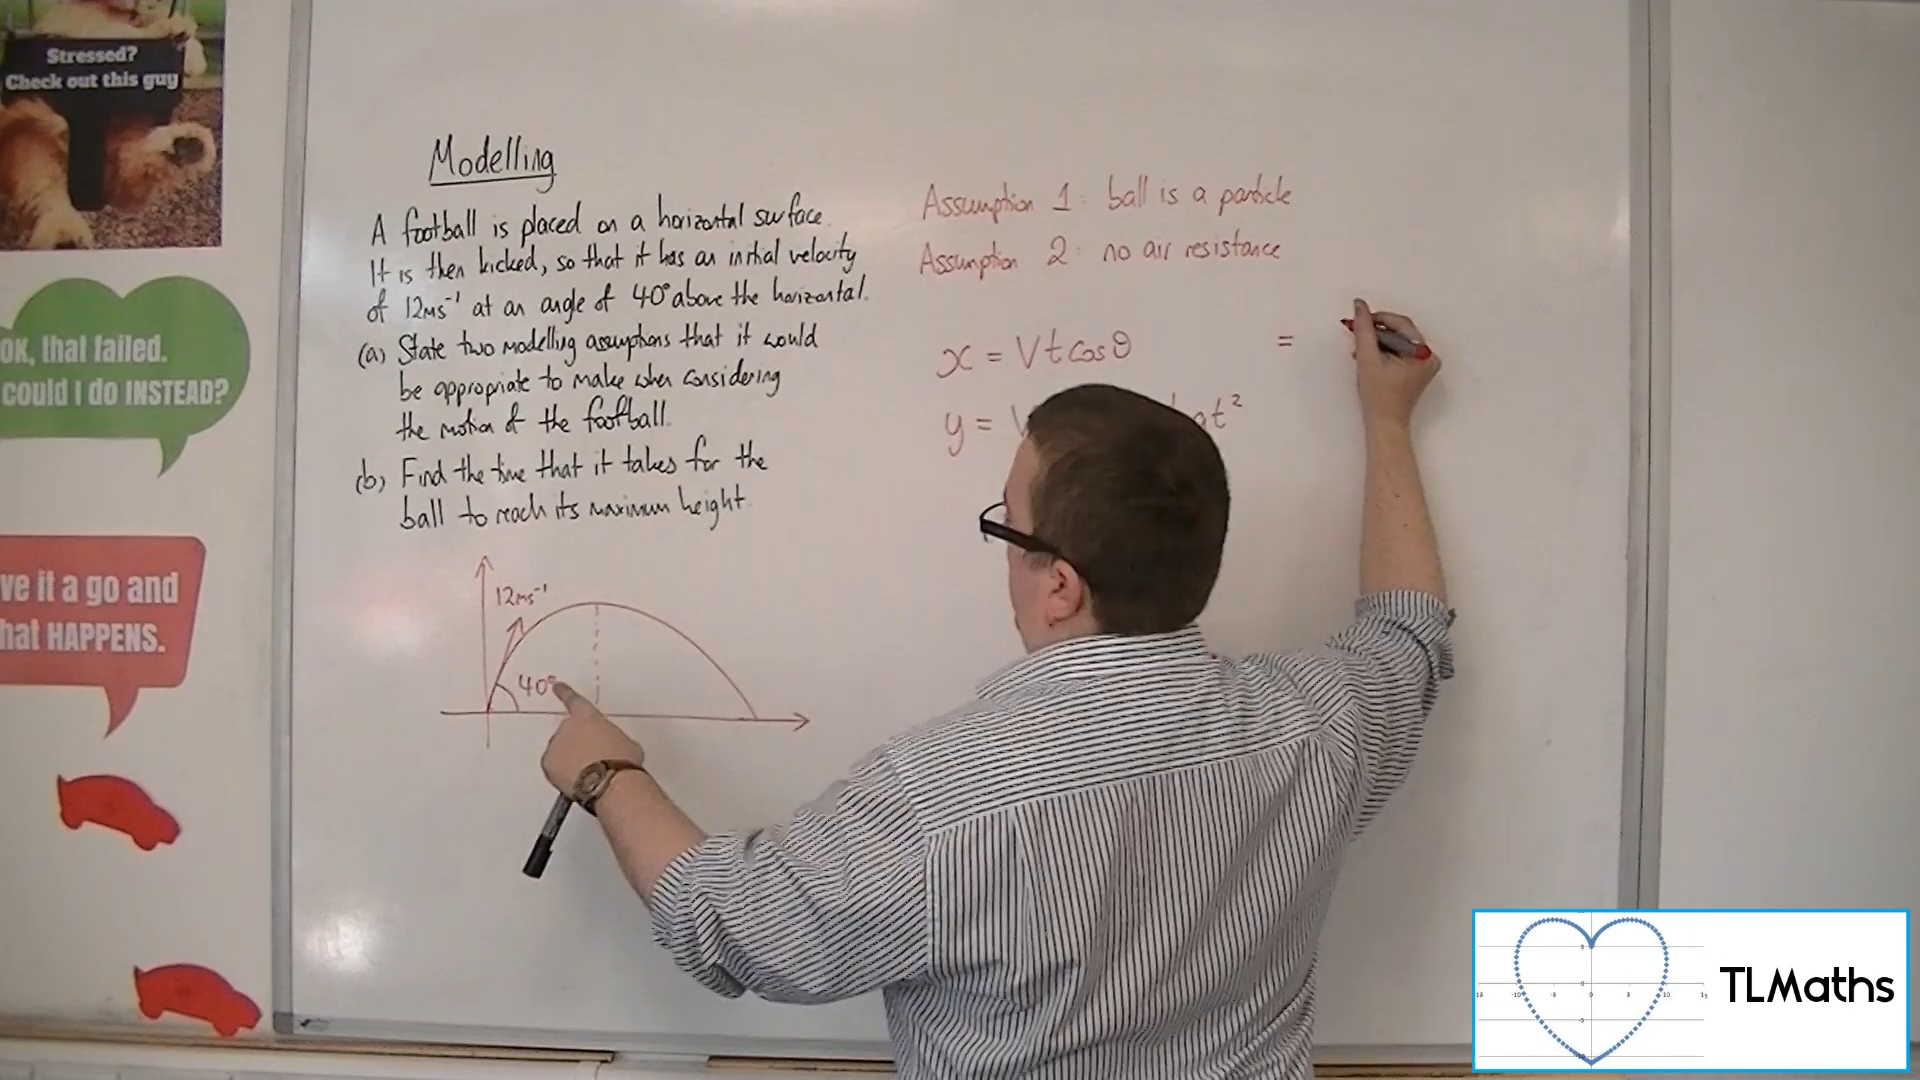 Stressed?
Check out this guy
OK, that failed.
could I do INSTEAD?
ve it a go and
hat HAPPENS.
Modelling
A football is placed on a horizontal surface.
It is then kicked, so that it has an initial velocity
of 12ms⁻¹ at an angle of 40° above the horizontal.
(a) State two modelling assumptions that it would
be appropriate to make when considering
the motion of the football.
(b) Find the time that it takes for the
ball to reach its maximum height.
12ms⁻¹
40°
Assumption 1: ball is a particle
Assumption 2: no air resistance
x = Vt cos θ =
y = V gt²
TLMaths